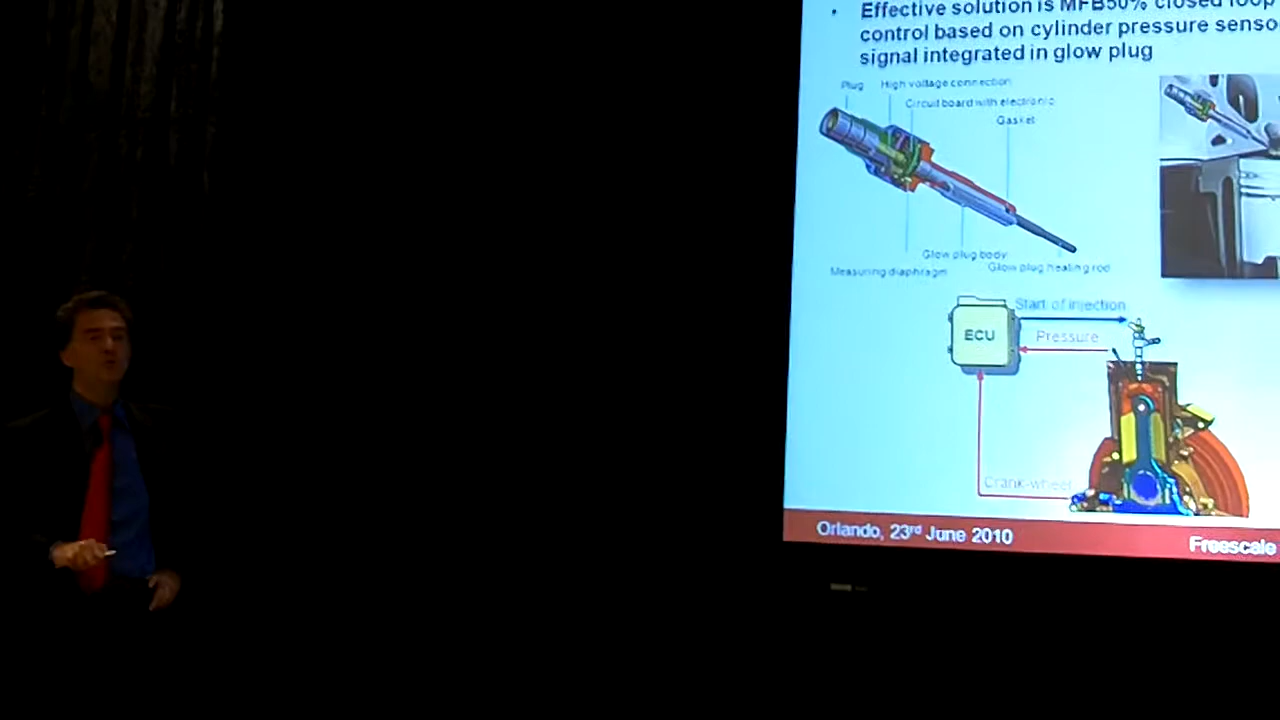 • Effective solution is MFB50% closed loop
control based on cylinder pressure senso
signal integrated in glow plug
Plug High voltage connection
Circuit board with electronic
Gasket
Glow plug body
Measuring diaphragm Glow plug heating rod
Start of injection
ECU
Pressure
Crank-wheel
Orlando, 23rd June 2010
Freescale